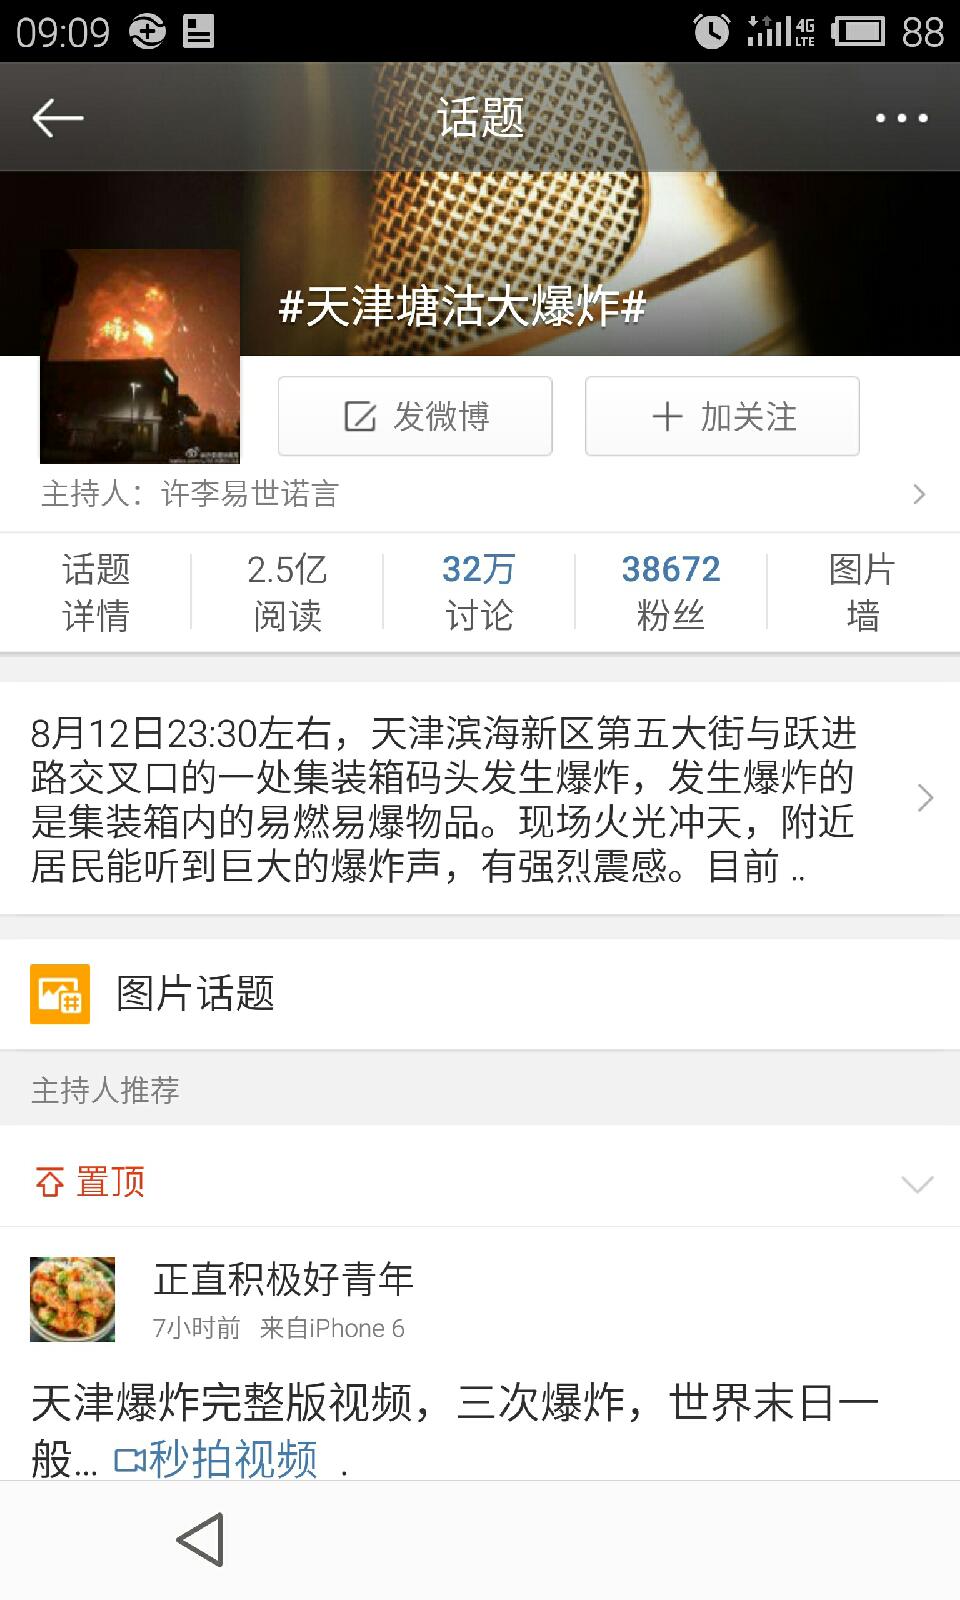 09:09
4G
LTE
88
话题
#天津塘沽大爆炸#
发微博
加关注
主持人：许李易世诺言
话题
详情
2.5亿
阅读
32万
讨论
38672
粉丝
图片
墙
8月12日23:30左右，天津滨海新区第五大街与跃进
路交叉口的一处集装箱码头发生爆炸，发生爆炸的
是集装箱内的易燃易爆物品。现场火光冲天，附近
居民能听到巨大的爆炸声，有强烈震感。目前 ..
图片话题
主持人推荐
置顶
正直积极好青年
7小时前 来自iPhone 6
天津爆炸完整版视频，三次爆炸，世界末日一
般... 秒拍视频 .